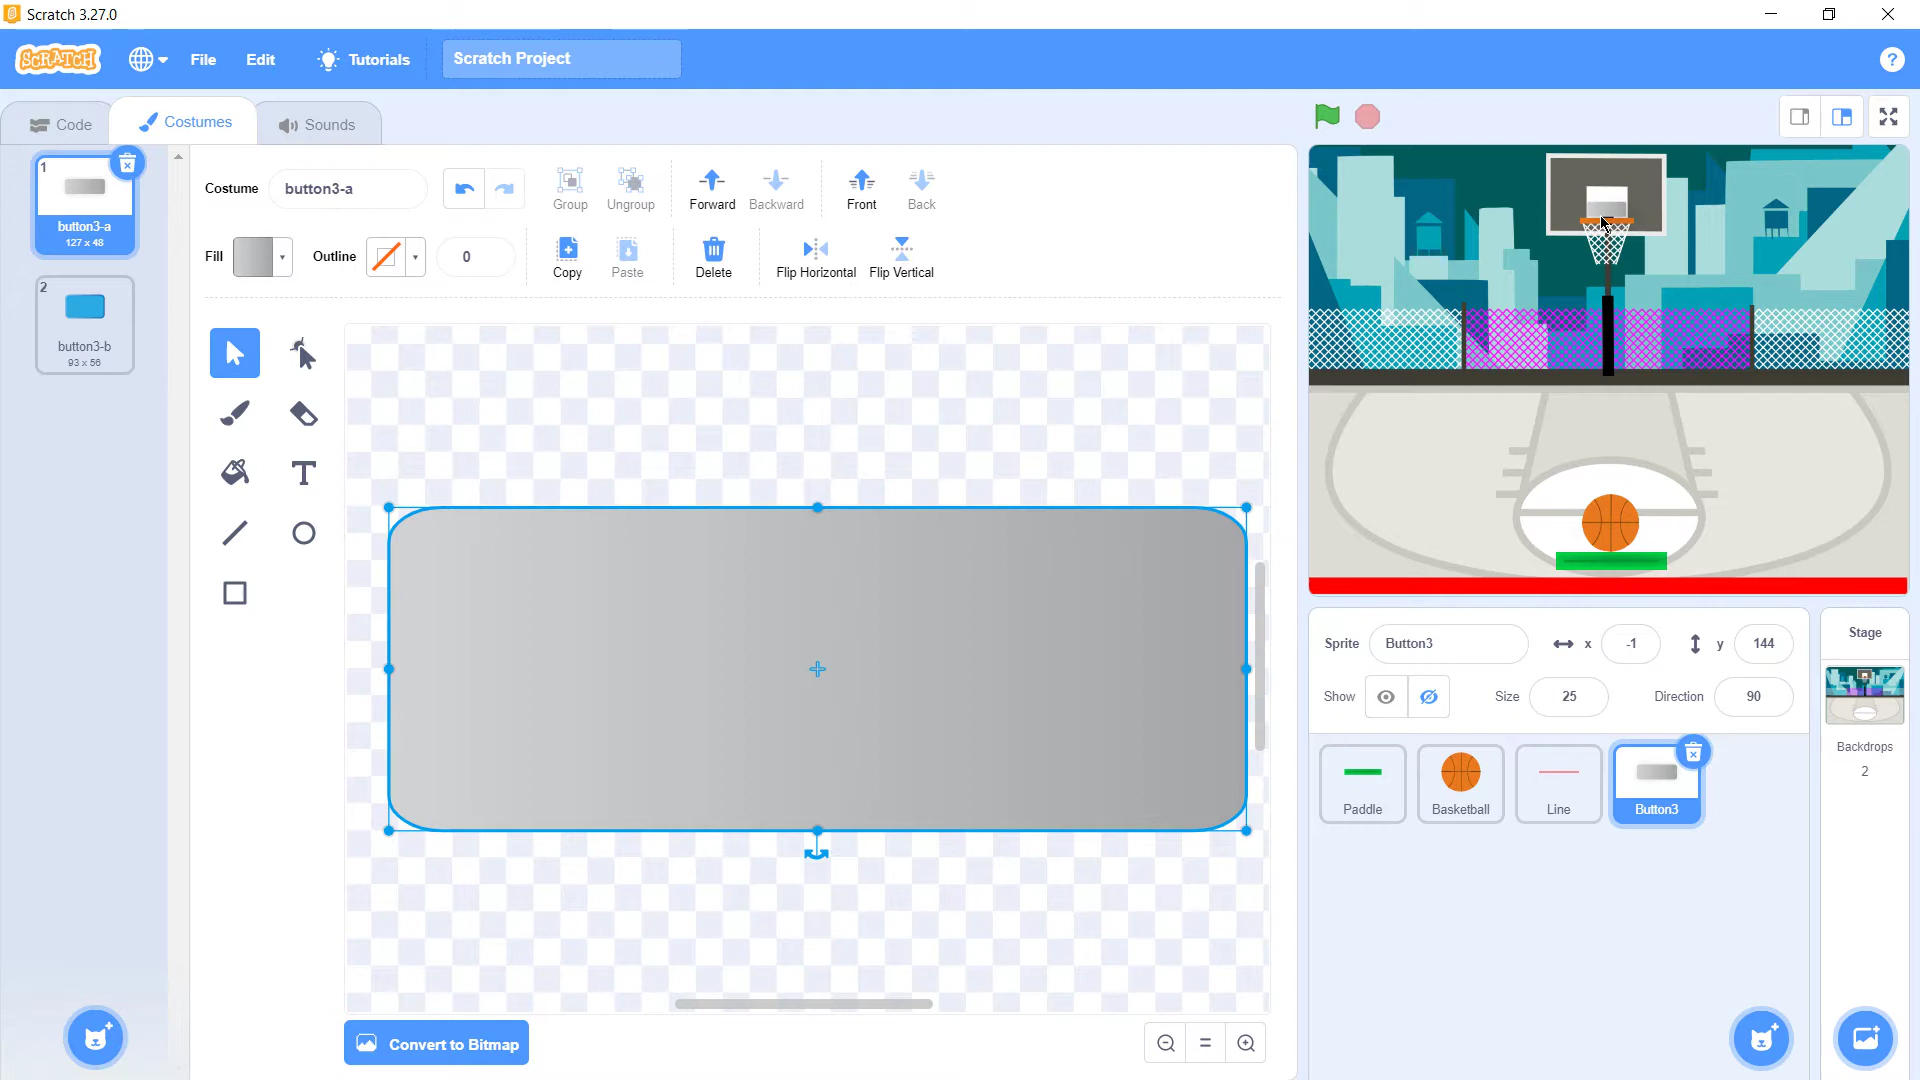 Scratch 3.27.0
SCRATCH
File
Edit
Tutorials
Scratch Project
?
Code
Costumes
Sounds
1
button3-a
127 x 48
2
button3-b
93 x 56
Costume
button3-a
Group
Ungroup
Forward
Backward
Front
Back
Fill
Outline
0
Copy
Paste
Delete
Flip Horizontal
Flip Vertical
T
Convert to Bitmap
Sprite
Button3
x
-1
y
144
Show
Size
25
Direction
90
Paddle
Basketball
Line
Button3
Stage
Backdrops
2